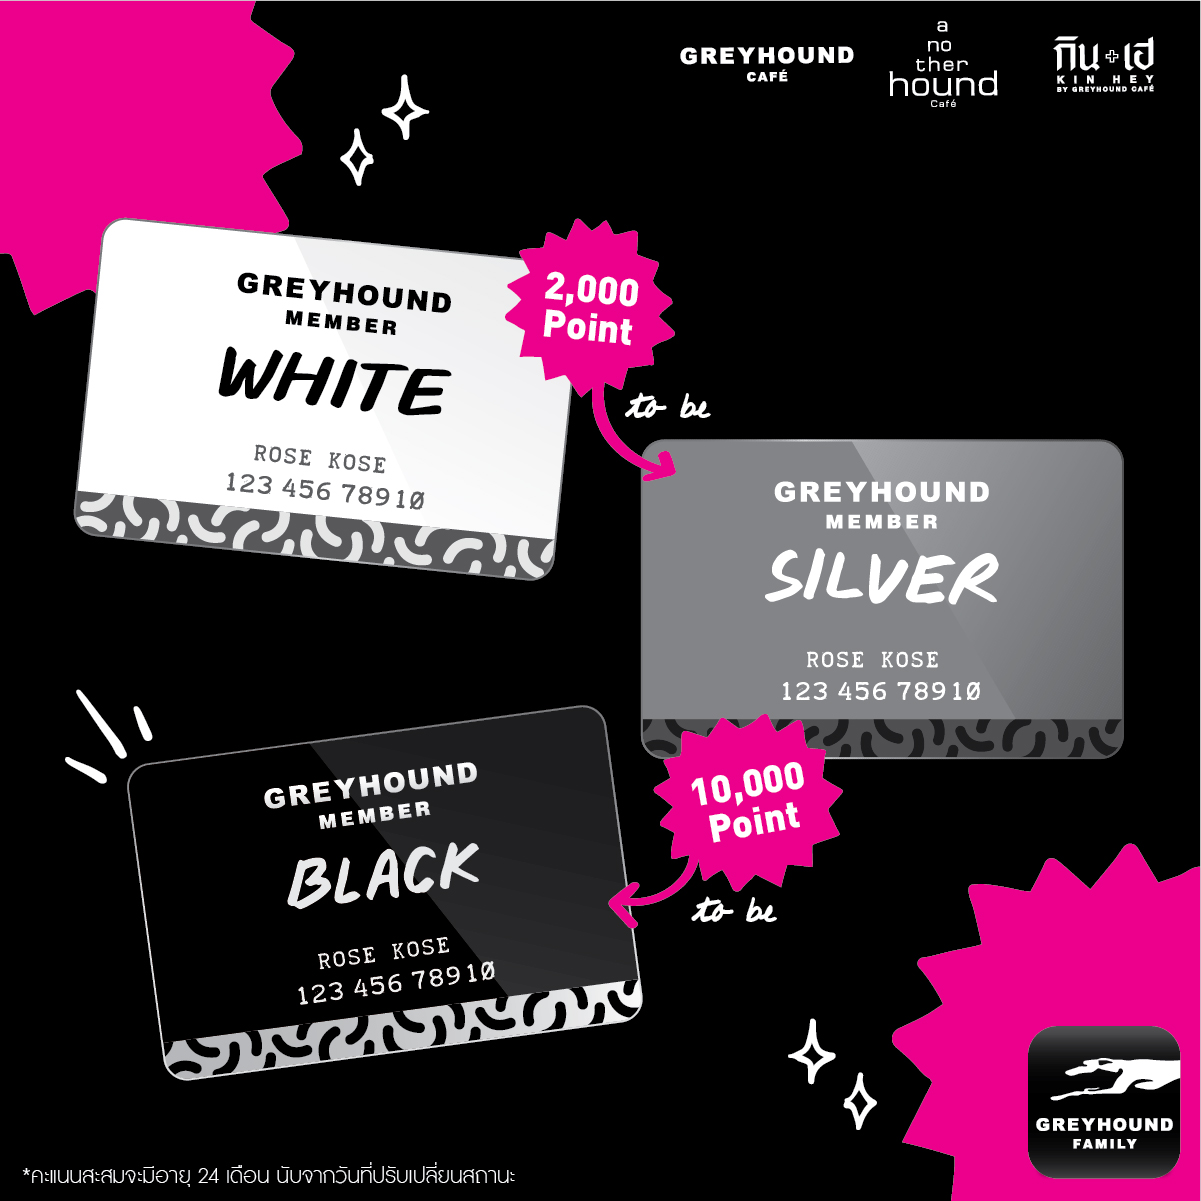 GREYHOUND
CAFÉ
a
no
ther
hound
Café
กิน+เฮ
KIN HEY
BY GREYHOUND CAFÉ
GREYHOUND
MEMBER
WHITE
ROSE KOSE
123 456 78910
2,000
Point
to be
GREYHOUND
MEMBER
SILVER
ROSE KOSE
123 456 78910
10,000
Point
to be
GREYHOUND
MEMBER
BLACK
ROSE KOSE
123 456 78910
GREYHOUND
FAMILY
*คะแนนสะสมจะมีอายุ 24 เดือน นับจากวันที่ปรับเปลี่ยนสถานะ